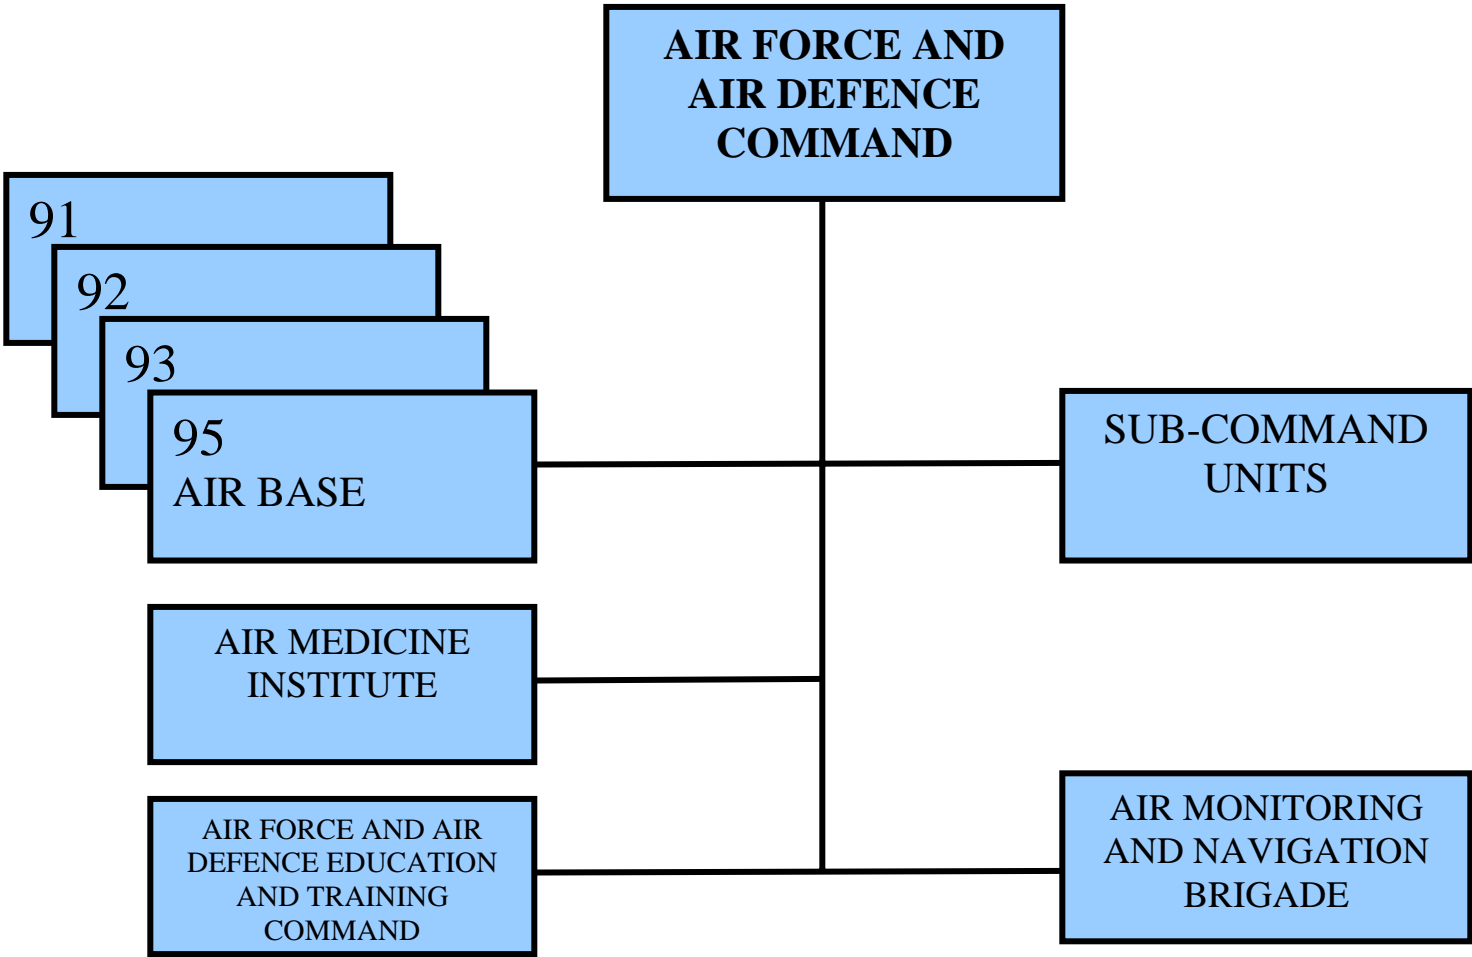 AIR FORCE AND
AIR DEFENCE
COMMAND
91
92
93
95
AIR BASE
SUB-COMMAND
UNITS
AIR MEDICINE
INSTITUTE
AIR FORCE AND AIR
DEFENCE EDUCATION
AND TRAINING
COMMAND
AIR MONITORING
AND NAVIGATION
BRIGADE